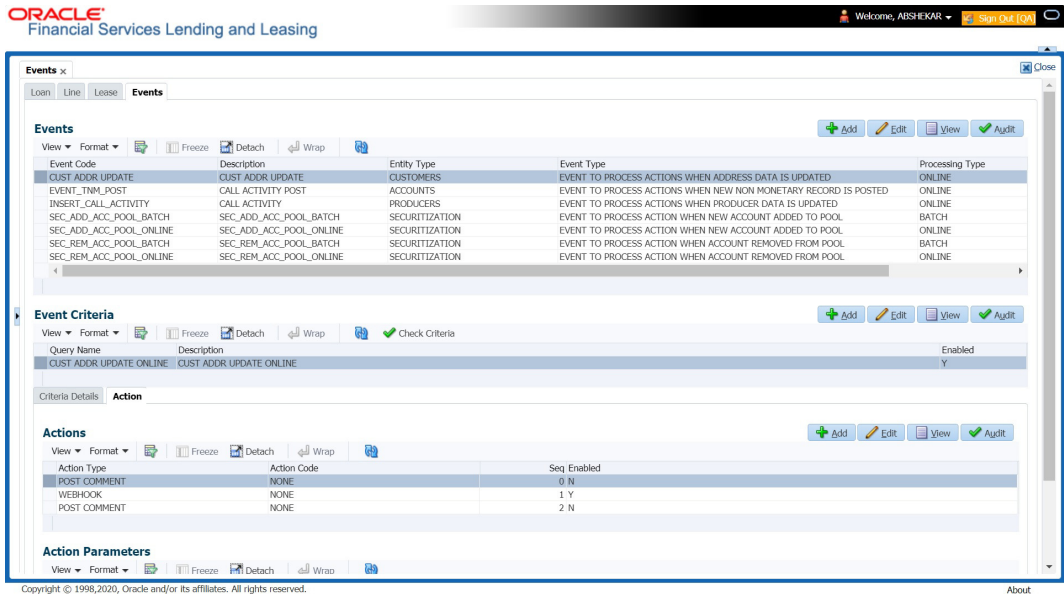 ORACLE
Financial Services Lending and Leasing
Welcome, ABSHEKAR
Sign Out [QA]
Events x
Close
Loan Line Lease Events
Events
Add Edit View Audit
View Format Freeze Detach Wrap
Event Code Description Entity Type Event Type Processing Type
CUST ADDR UPDATE CUST ADDR UPDATE CUSTOMERS EVENT TO PROCESS ACTIONS WHEN ADDRESS DATA IS UPDATED ONLINE
EVENT_TNM_POST CALL ACTIVITY POST ACCOUNTS EVENT TO PROCESS ACTIONS WHEN NEW NON MONETARY RECORD IS POSTED ONLINE
INSERT_CALL_ACTIVITY CALL ACTIVITY PRODUCERS EVENT TO PROCESS ACTIONS WHEN PRODUCER DATA IS UPDATED ONLINE
SEC_ADD_ACC_POOL_BATCH SEC_ADD_ACC_POOL_BATCH SECURITIZATION EVENT TO PROCESS ACTION WHEN NEW ACCOUNT ADDED TO POOL BATCH
SEC_ADD_ACC_POOL_ONLINE SEC_ADD_ACC_POOL_ONLINE SECURITIZATION EVENT TO PROCESS ACTION WHEN NEW ACCOUNT ADDED TO POOL ONLINE
SEC_REM_ACC_POOL_BATCH SEC_REM_ACC_POOL_BATCH SECURITIZATION EVENT TO PROCESS ACTION WHEN ACCOUNT REMOVED FROM POOL BATCH
SEC_REM_ACC_POOL_ONLINE SEC_REM_ACC_POOL_ONLINE SECURITIZATION EVENT TO PROCESS ACTION WHEN ACCOUNT REMOVED FROM POOL ONLINE
Event Criteria
Add Edit View Audit
View Format Freeze Detach Wrap Check Criteria
Query Name Description Enabled
CUST ADDR UPDATE ONLINE CUST ADDR UPDATE ONLINE Y
Criteria Details Action
Actions
Add Edit View Audit
View Format Freeze Detach Wrap
Action Type Action Code Seq Enabled
POST COMMENT NONE 0 N
WEBHOOK NONE 1 Y
POST COMMENT NONE 2 N
Action Parameters
View Format Freeze Detach Wrap
Copyright © 1998,2020, Oracle and/or its affiliates. All rights reserved.
About